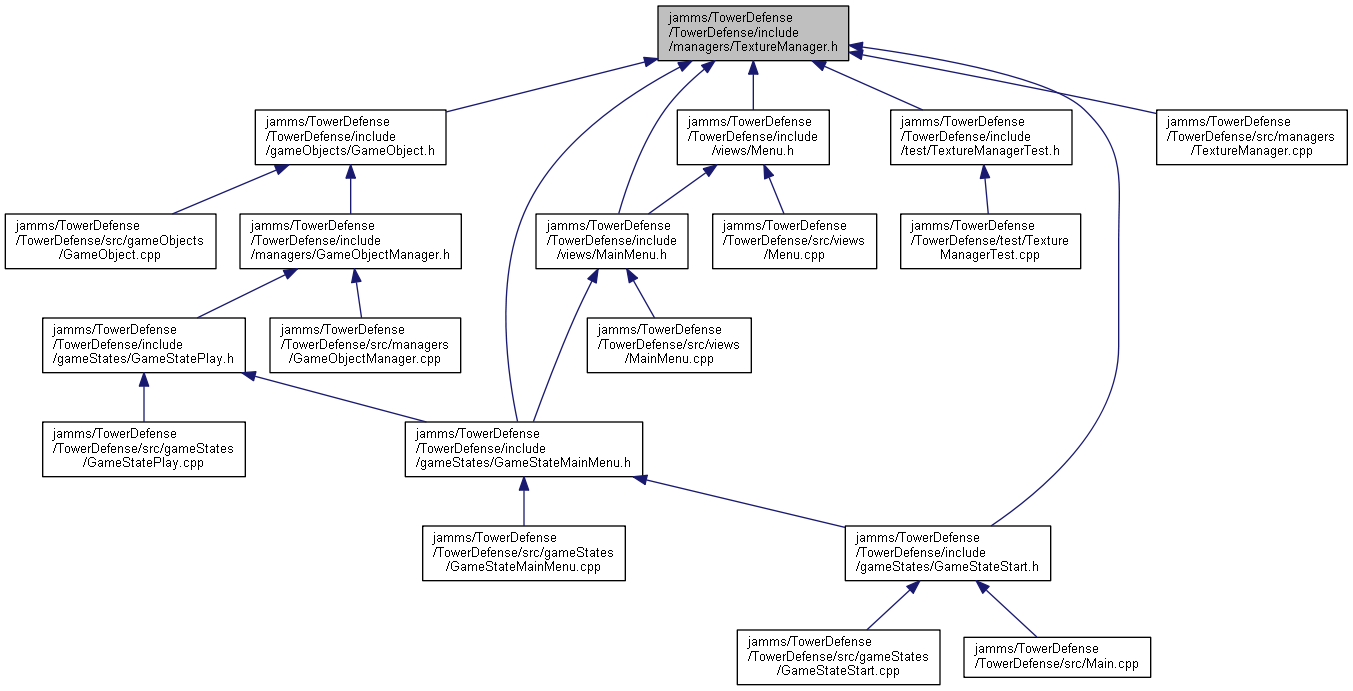 jamms/TowerDefense
/TowerDefense/include
/managers/TextureManager.h
jamms/TowerDefense
/TowerDefense/include
/gameObjects/GameObject.h
jamms/TowerDefense
/TowerDefense/include
/views/Menu.h
jamms/TowerDefense
/TowerDefense/include
/test/TextureManagerTest.h
jamms/TowerDefense
/TowerDefense/src/managers
/TextureManager.cpp
jamms/TowerDefense
/TowerDefense/src/gameObjects
/GameObject.cpp
jamms/TowerDefense
/TowerDefense/include
/managers/GameObjectManager.h
jamms/TowerDefense
/TowerDefense/include
/views/MainMenu.h
jamms/TowerDefense
/TowerDefense/src/views
/Menu.cpp
jamms/TowerDefense
/TowerDefense/test/Texture
ManagerTest.cpp
jamms/TowerDefense
/TowerDefense/include
/gameStates/GameStatePlay.h
jamms/TowerDefense
/TowerDefense/src/managers
/GameObjectManager.cpp
jamms/TowerDefense
/TowerDefense/src/views
/MainMenu.cpp
jamms/TowerDefense
/TowerDefense/src/gameStates
/GameStatePlay.cpp
jamms/TowerDefense
/TowerDefense/include
/gameStates/GameStateMainMenu.h
jamms/TowerDefense
/TowerDefense/src/gameStates
/GameStateMainMenu.cpp
jamms/TowerDefense
/TowerDefense/include
/gameStates/GameStateStart.h
jamms/TowerDefense
/TowerDefense/src/gameStates
/GameStateStart.cpp
jamms/TowerDefense
/TowerDefense/src/Main.cpp